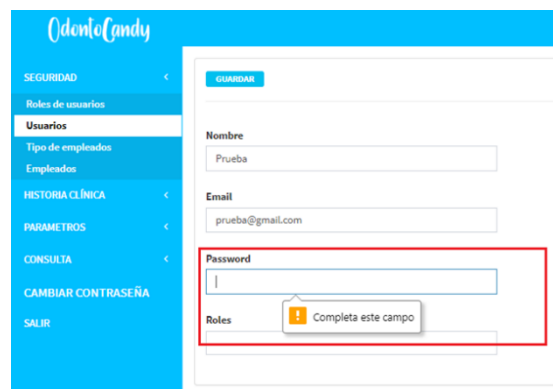 OdontoCandy
SEGURIDAD
Roles de usuarios
Usuarios
Tipo de empleados
Empleados
HISTORIA CLÍNICA
PARAMETROS
CONSULTA
CAMBIAR CONTRASEÑA
SALIR
GUARDAR
Nombre
Prueba
Email
prueba@gmail.com
Password
Completa este campo
Roles